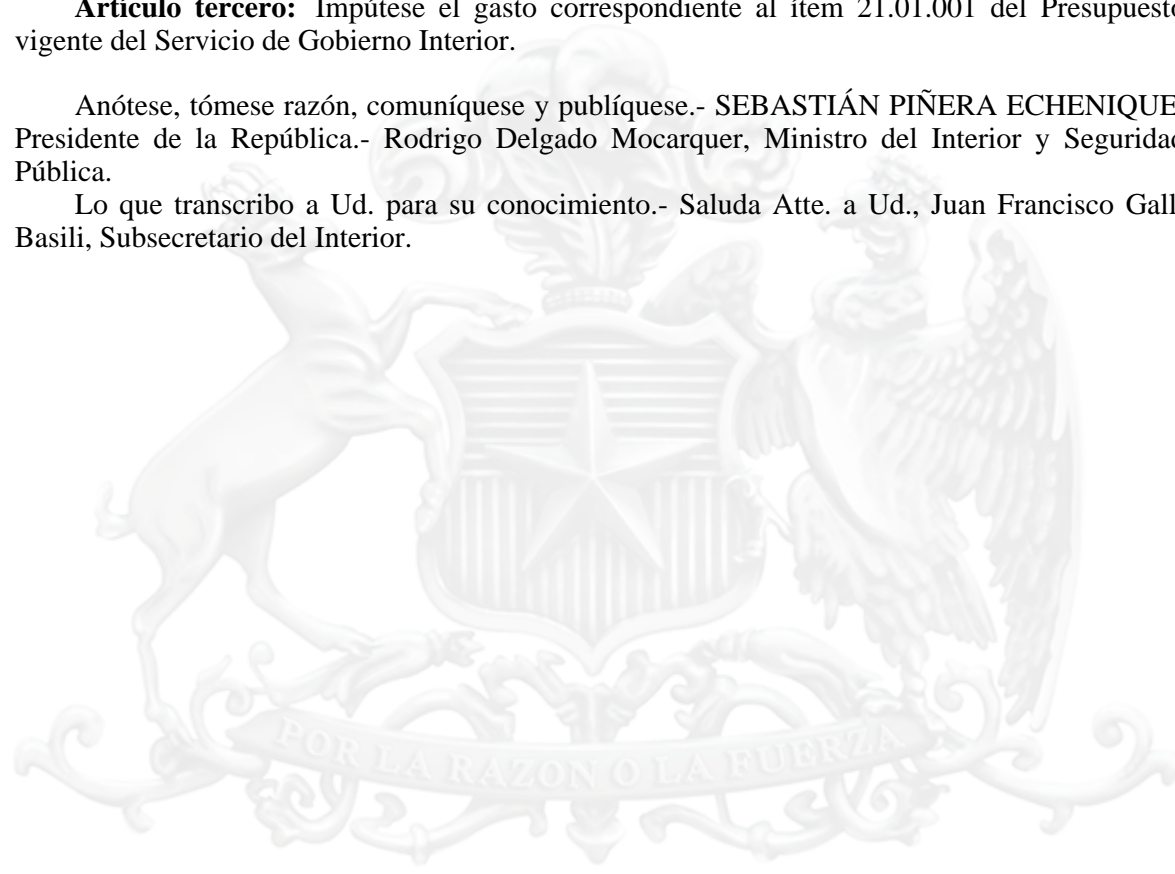 Artículo tercero: Impútese el gasto correspondiente al ítem 21.01.001 del Presupuesto
vigente del Servicio de Gobierno Interior.
Anótese, tómese razón, comuníquese y publíquese.- SEBASTIÁN PIÑERA ECHENIQUE
Presidente de la República.- Rodrigo Delgado Mocarquer, Ministro del Interior y Seguridad
Pública.
Lo que transcribo a Ud. para su conocimiento.- Saluda Atte. a Ud., Juan Francisco Gall
Basili, Subsecretario del Interior.
POR LA RAZON O LA FUERZA